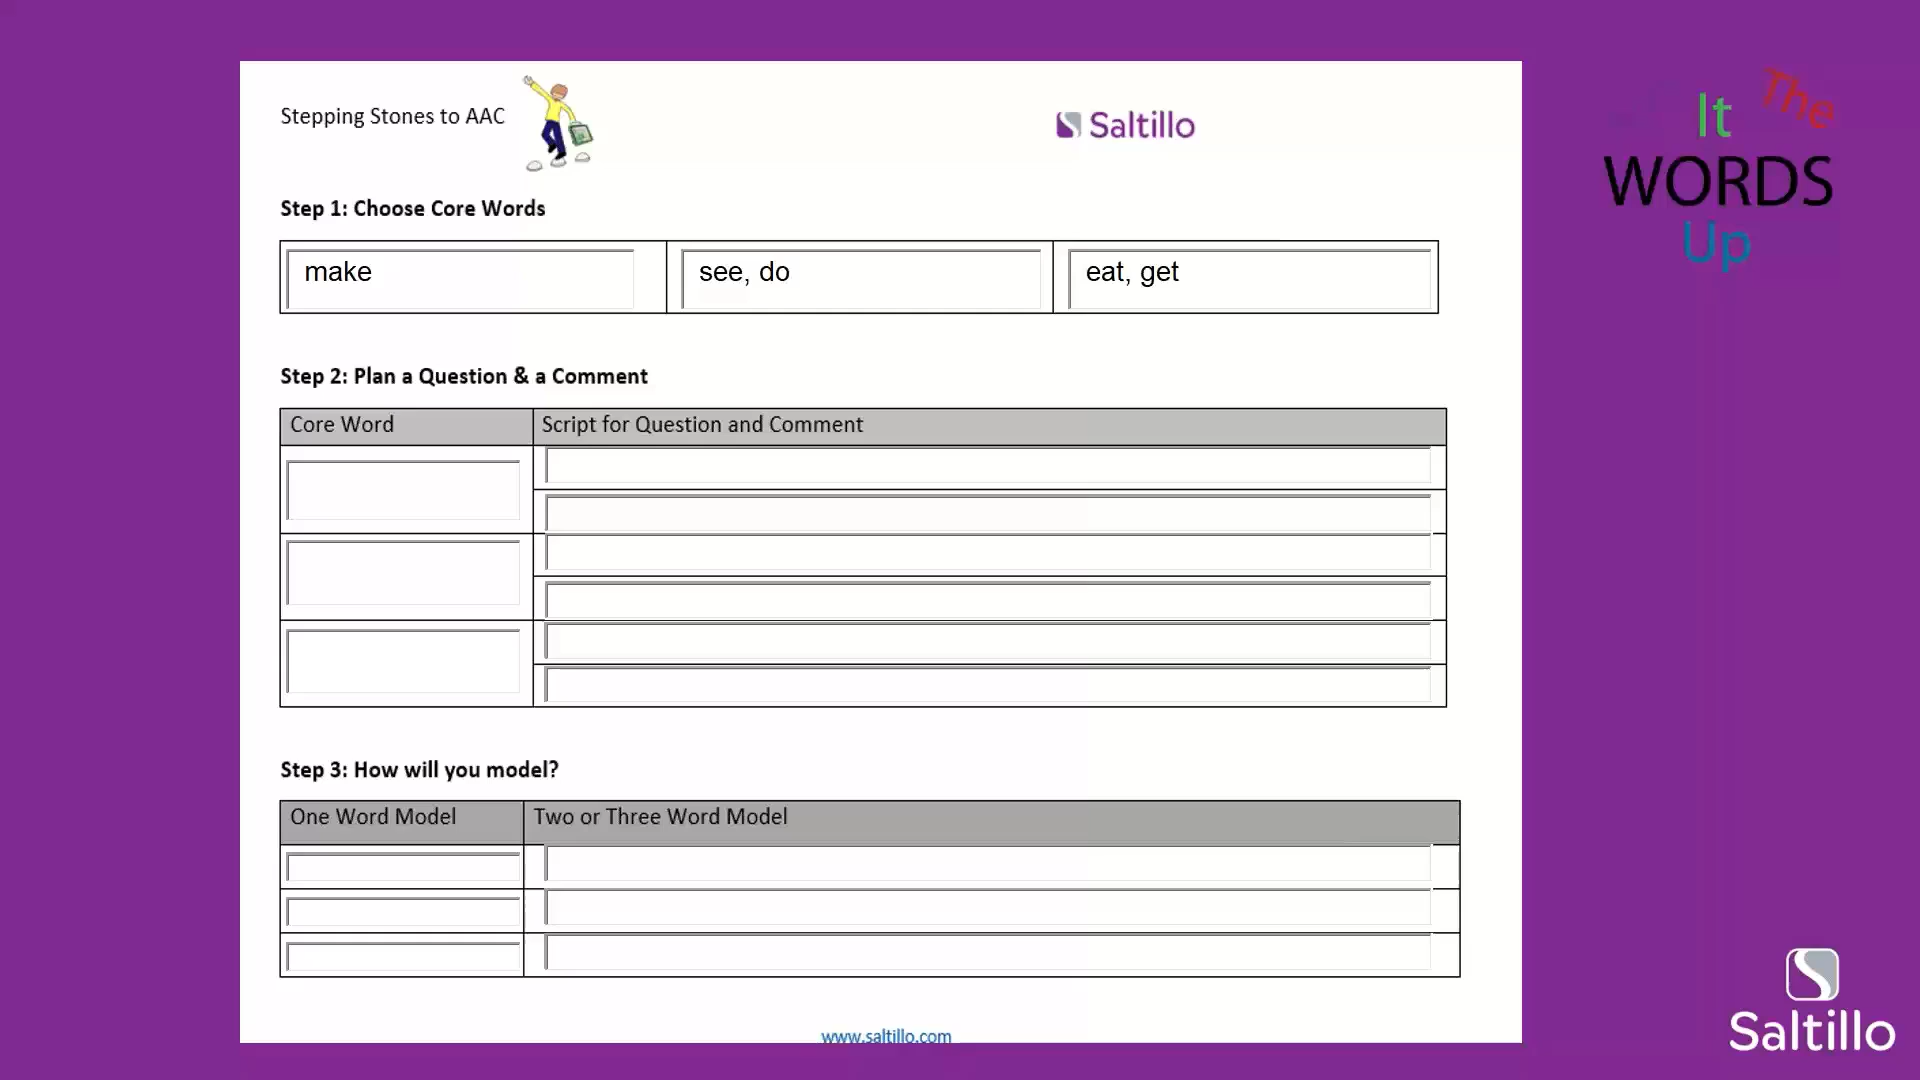 Stepping Stones to AAC
Saltillo
The
It
WORDS
Up
Step 1: Choose Core Words
make
see, do
eat, get
Step 2: Plan a Question & a Comment
Core Word
Script for Question and Comment
Step 3: How will you model?
One Word Model
Two or Three Word Model
www.saltillo.com
Saltillo